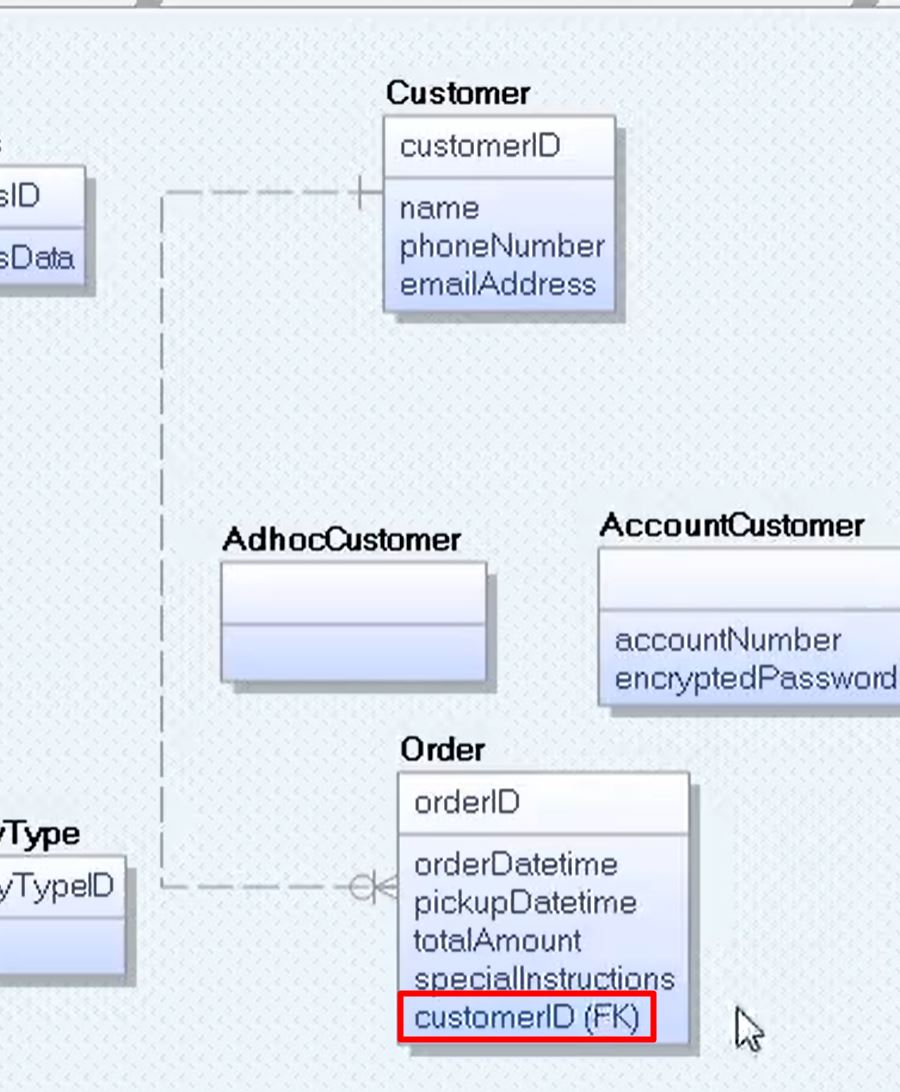 Customer
customerID
name
phoneNumber
emailAddress
sID
sData
AdhocCustomer
AccountCustomer
accountNumber
encryptedPassword
Order
orderID
orderDatetime
pickupDatetime
totalAmount
specialInstructions
customerID (FK)
yType
yTypeID